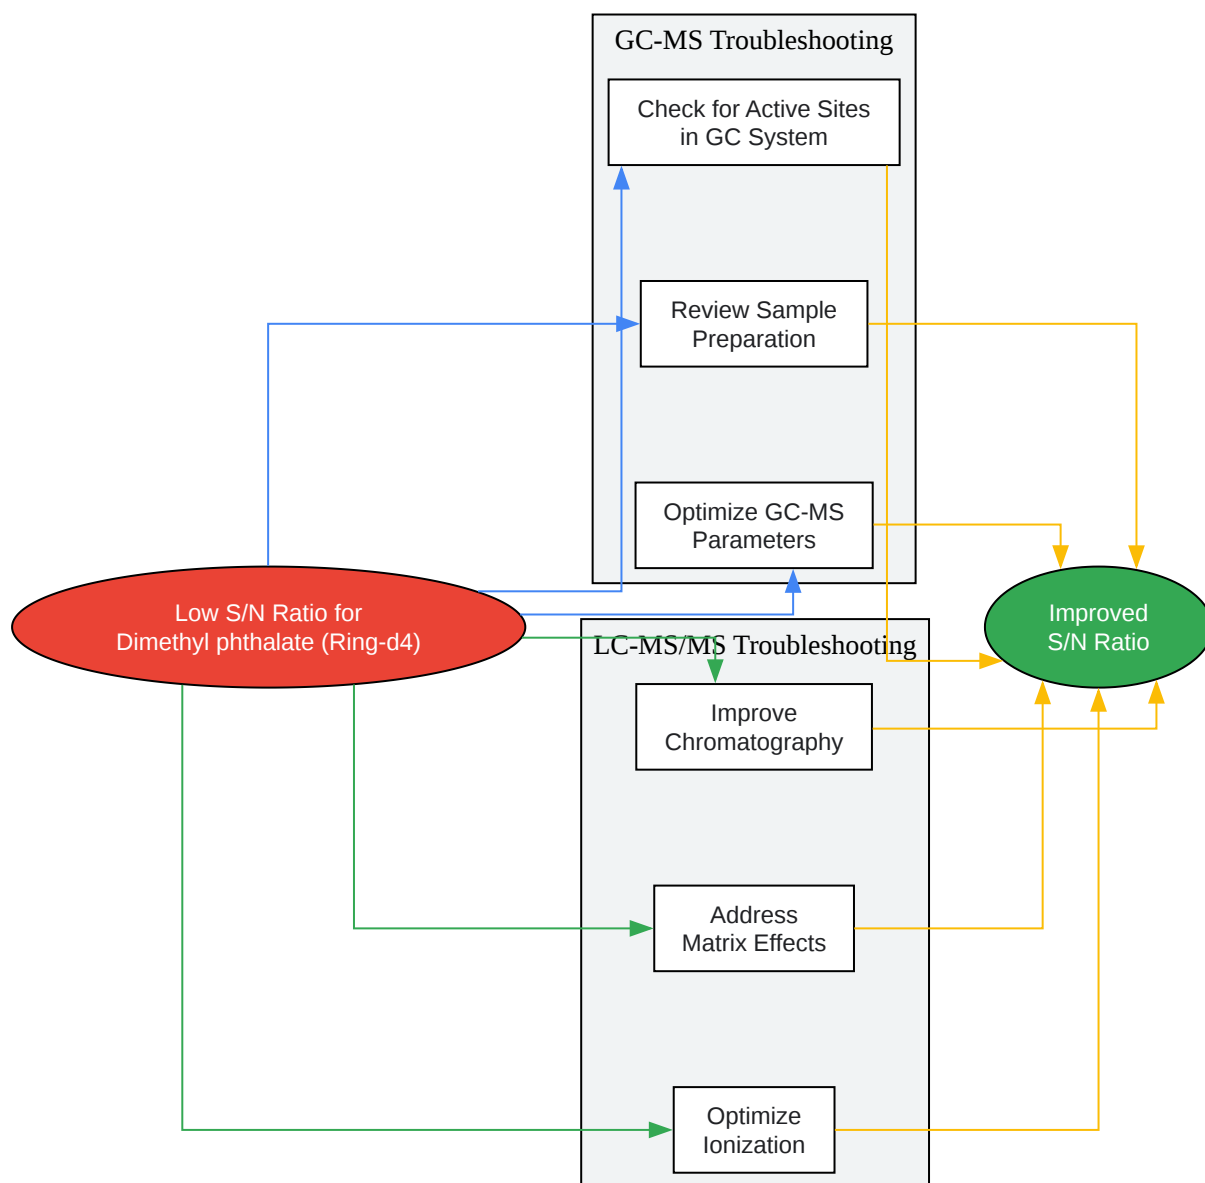 GC-MS Troubleshooting
Check for Active Sites
in GC System
Review Sample
Preparation
Optimize GC-MS
Parameters
Low S/N Ratio for
Dimethyl phthalate (Ring-d4)
Improved
S/N Ratio
LC-MS/MS Troubleshooting
Improve
Chromatography
Address
Matrix Effects
Optimize
Ionization